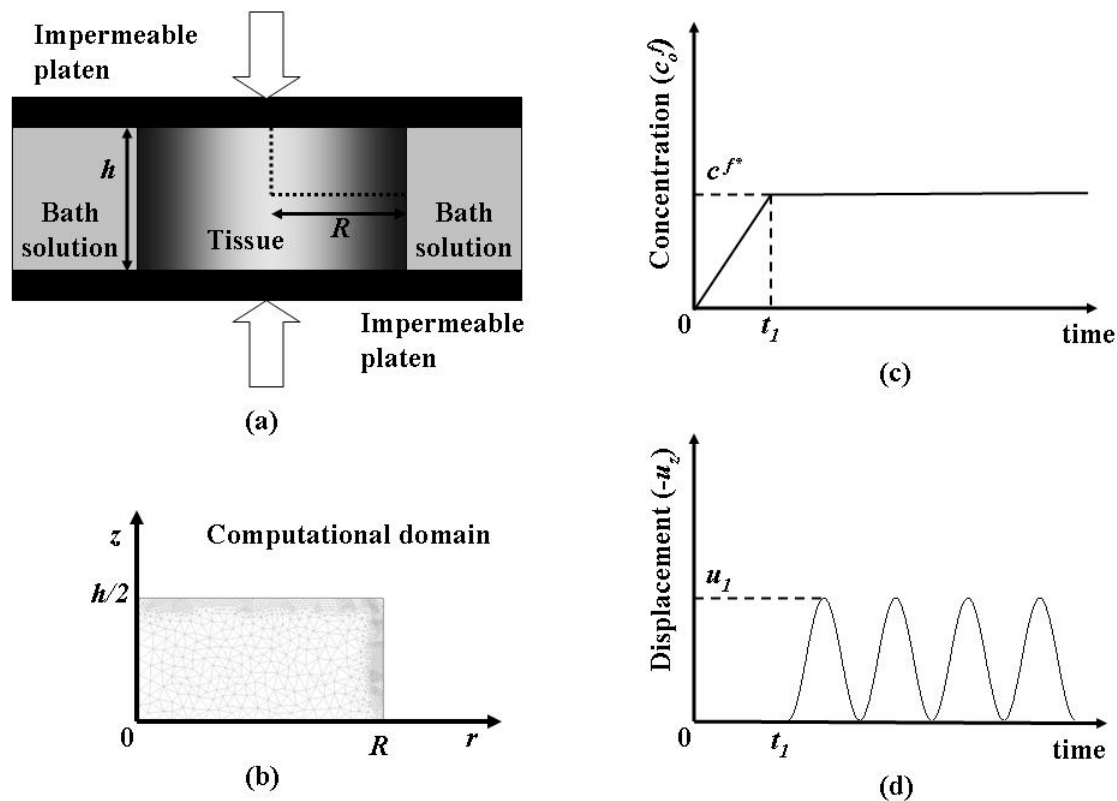 Impermeable
platen
h
Bath
solution
Tissue
R
Bath
solution
Impermeable
platen
(a)
z
Computational domain
h/2
0
R
r
(b)
Concentration (c_o^f)
c^{f*}
0
t_1
time
(c)
Displacement (-u_z)
u_1
0
t_1
time
(d)